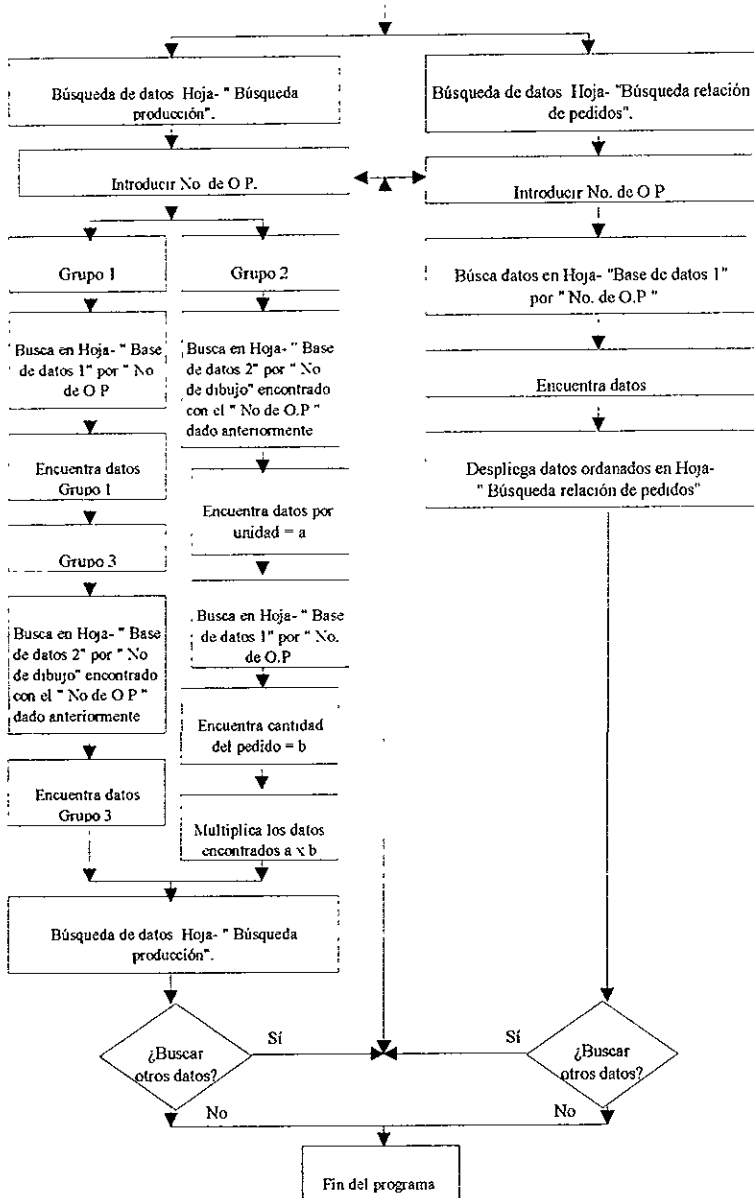 Búsqueda de datos Hoja- " Búsqueda
producción".
Introducir No de O P.
Grupo 1
Busca en Hoja- " Base
de datos 1" por " No
de O P
Encuentra datos
Grupo 1
Grupo 3
Busca en Hoja- " Base
de datos 2" por " No
de dibujo" encontrado
con el " No de O P "
dado anteriormente
Encuentra datos
Grupo 3
Grupo 2
Busca en Hoja- " Base
de datos 2" por " No
de dibujo" encontrado
con el " No de O.P "
dado anteriormente
Encuentra datos por
unidad = a
Busca en Hoja- " Base
de datos 1" por " No.
de O.P
Encuentra cantidad
del pedido = b
Multiplica los datos
encontrados a x b
Búsqueda de datos Hoja- " Búsqueda
producción".
¿Buscar
otros datos?
Sí
No
Búsqueda de datos Hoja- "Búsqueda relación
de pedidos".
Introducir No. de O P
Búsca datos en Hoja- "Base de datos 1"
por " No. de O.P "
Encuentra datos
Despliega datos ordanados en Hoja-
" Búsqueda relación de pedidos"
Sí
¿Buscar
otros datos?
No
Fin del programa